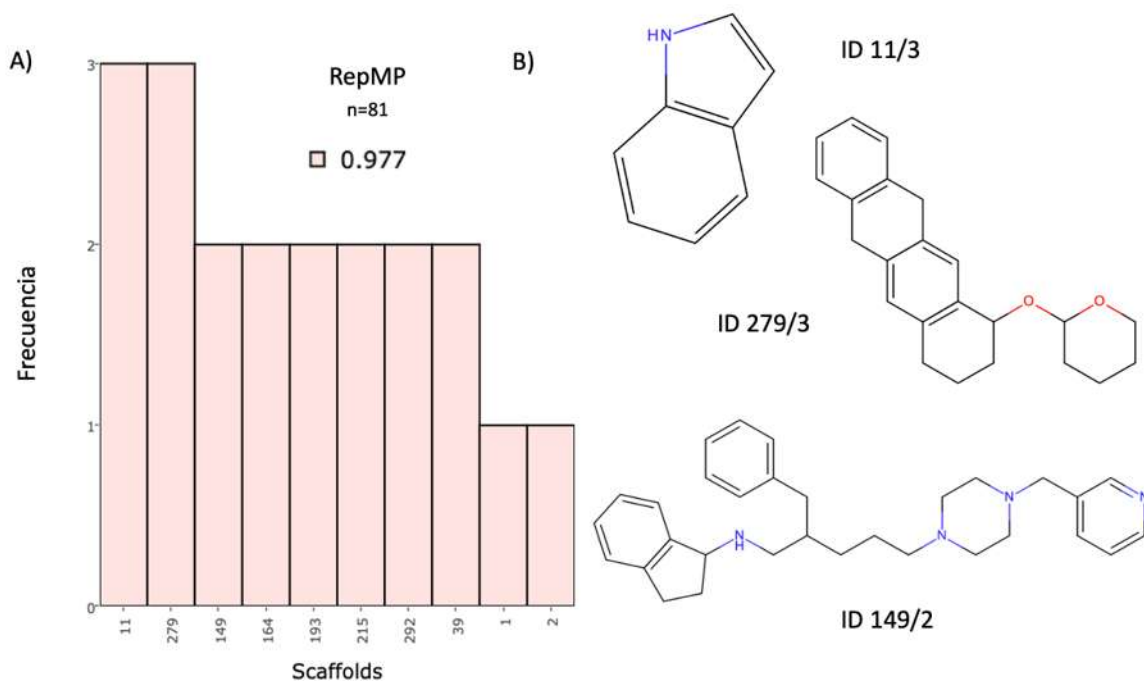 A)
Frecuencia
3
2
1
0
RepMP
n=81
0.977
11
279
149
164
193
215
292
39
1
2
Scaffolds
B)
HN
ID 11/3
O
O
ID 279/3
N
H
N
N
N
ID 149/2